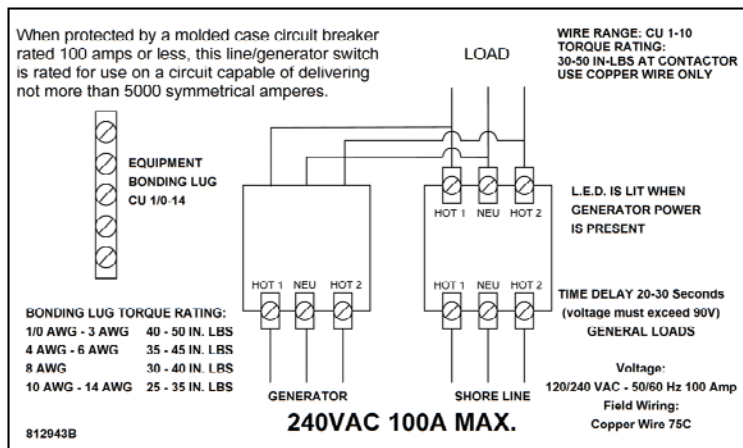 When protected by a molded case circuit breaker
rated 100 amps or less, this line/generator switch
is rated for use on a circuit capable of delivering
not more than 5000 symmetrical amperes.
LOAD
WIRE RANGE: CU 1-10
TORQUE RATING:
30-50 IN-LBS AT CONTACTOR
USE COPPER WIRE ONLY
EQUIPMENT
BONDING LUG
CU 1/0-14
HOT 1 NEU HOT 2
L.E.D. IS LIT WHEN
GENERATOR POWER
IS PRESENT
HOT 1 NEU HOT 2
HOT 1 NEU HOT 2
BONDING LUG TORQUE RATING:
1/0 AWG - 3 AWG 40 - 50 IN. LBS
4 AWG - 6 AWG 35 - 45 IN. LBS
8 AWG 30 - 40 IN. LBS
10 AWG - 14 AWG 25 - 35 IN. LBS
TIME DELAY 20-30 Seconds
(voltage must exceed 90V)
GENERAL LOADS
GENERATOR
SHORE LINE
Voltage:
120/240 VAC - 50/60 Hz 100 Amp
Field Wiring:
Copper Wire 75C
240VAC 100A MAX.
812943B